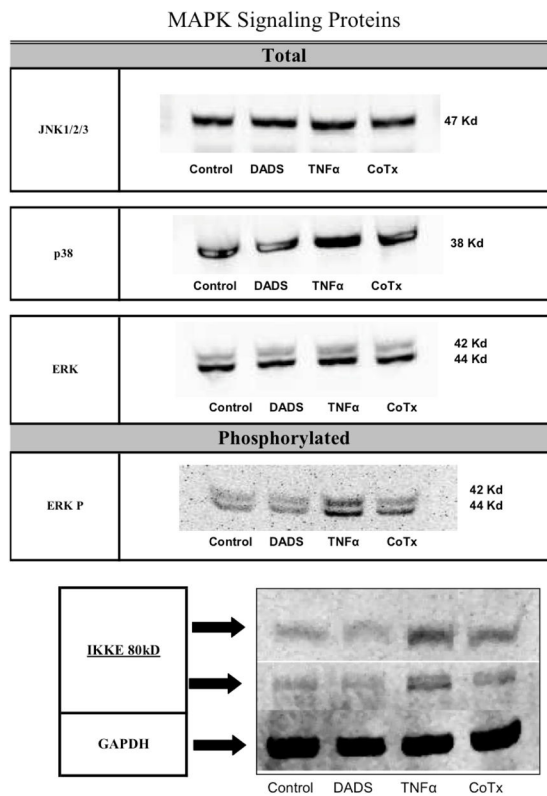 MAPK Signaling Proteins
Total
JNK1/2/3
47 Kd
Control DADS TNFα CoTx
p38
38 Kd
Control DADS TNFα CoTx
ERK
42 Kd
44 Kd
Control DADS TNFα CoTx
Phosphorylated
ERK P
42 Kd
44 Kd
Control DADS TNFα CoTx
IKKE 80kD
GAPDH
Control DADS TNFα CoTx